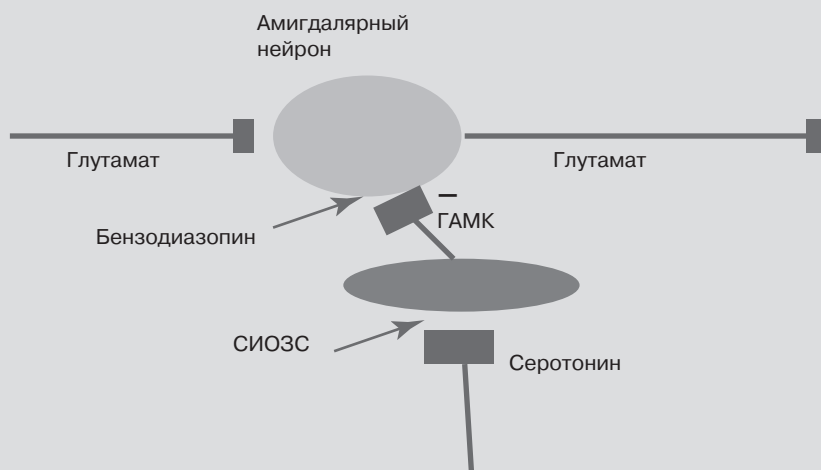 Амигдалярный
нейрон
Глутамат
Глутамат
ГАМК
Бензодиазопин
СИОЗС
Серотонин